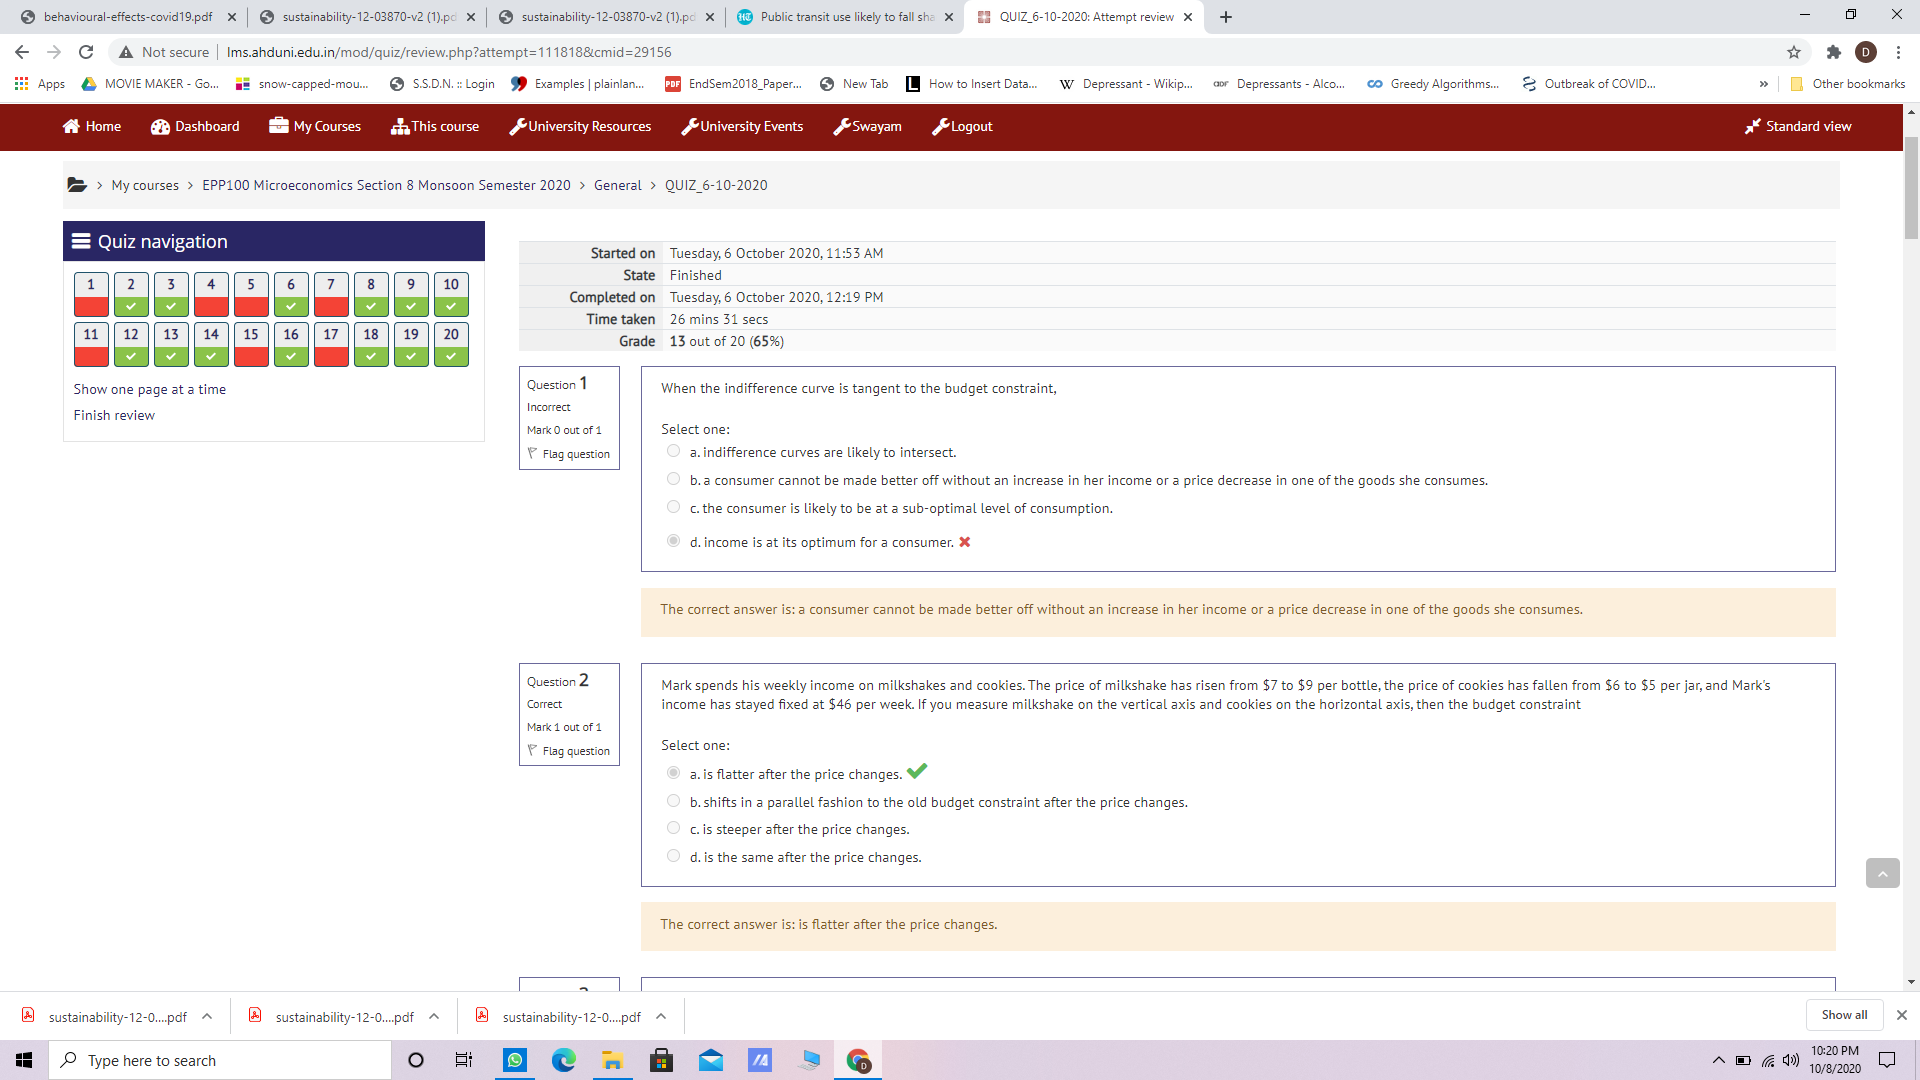 behavioural-effects-covid19.pdf
sustainability-12-03870-v2 (1).pd
sustainability-12-03870-v2 (1).pd
Public transit use likely to fall sha
QUIZ_6-10-2020: Attempt review
Not secure
lms.ahduni.edu.in/mod/quiz/review.php?attempt=111818&cmid=29156
D
Apps
MOVIE MAKER - Go...
snow-capped-mou...
S.S.D.N. :: Login
Examples | plainlan...
PDF
EndSem2018_Paper...
New Tab
L
How to Insert Data...
W
Depressant - Wikip...
Depressants - Alco...
Greedy Algorithms...
Outbreak of COVID...
»
Other bookmarks
Home
Dashboard
My Courses
This course
University Resources
University Events
Swayam
Logout
Standard view
> My courses > EPP100 Microeconomics Section 8 Monsoon Semester 2020 > General > QUIZ_6-10-2020
Quiz navigation
1 2 3 4 5 6 7 8 9 10
11 12 13 14 15 16 17 18 19 20
Show one page at a time
Finish review
Started on Tuesday, 6 October 2020, 11:53 AM
State Finished
Completed on Tuesday, 6 October 2020, 12:19 PM
Time taken 26 mins 31 secs
Grade 13 out of 20 (65%)
Question 1
Incorrect
Mark 0 out of 1
Flag question
When the indifference curve is tangent to the budget constraint,
Select one:
a. indifference curves are likely to intersect.
b. a consumer cannot be made better off without an increase in her income or a price decrease in one of the goods she consumes.
c. the consumer is likely to be at a sub-optimal level of consumption.
d. income is at its optimum for a consumer.
The correct answer is: a consumer cannot be made better off without an increase in her income or a price decrease in one of the goods she consumes.
Question 2
Correct
Mark 1 out of 1
Flag question
Mark spends his weekly income on milkshakes and cookies. The price of milkshake has risen from $7 to $9 per bottle, the price of cookies has fallen from $6 to $5 per jar, and Mark's
income has stayed fixed at $46 per week. If you measure milkshake on the vertical axis and cookies on the horizontal axis, then the budget constraint
Select one:
a. is flatter after the price changes.
b. shifts in a parallel fashion to the old budget constraint after the price changes.
c. is steeper after the price changes.
d. is the same after the price changes.
The correct answer is: is flatter after the price changes.
sustainability-12-0....pdf
sustainability-12-0....pdf
sustainability-12-0....pdf
Show all
Type here to search
D
10:20 PM
10/8/2020